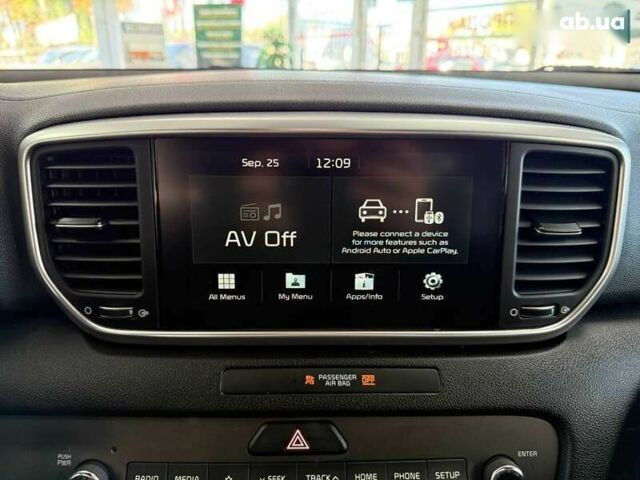 ab.ua
Sep. 25 12:09
AV Off
Please connect a device
for more features such as
Android Auto or Apple CarPlay.
All Menus My Menu Apps/Info Setup
PASSENGER
AIR BAG OFF
PUSH
PWR
ENTER
RADIO MEDIA SEEK TRACK HOME PHONE SETUP